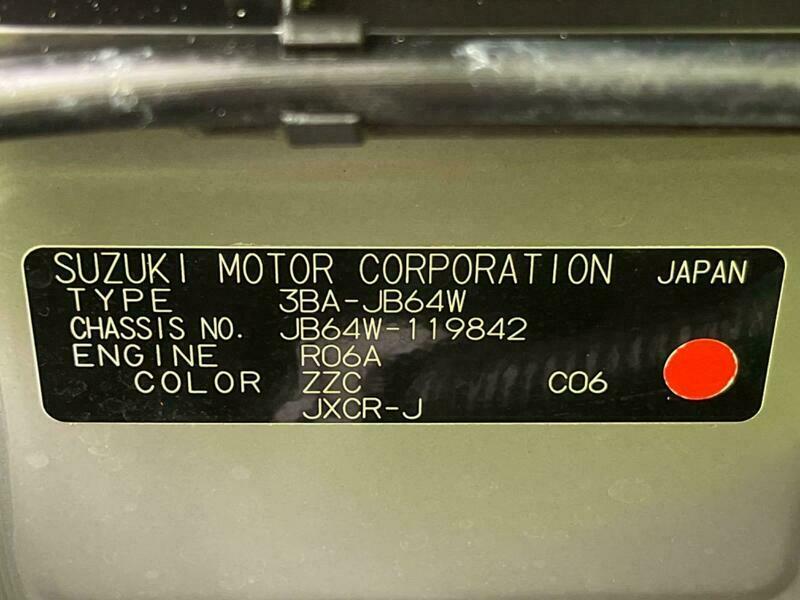 SUZUKI MOTOR CORPORATION JAPAN
TYPE 3BA-JB64W
CHASSIS NO. JB64W-119842
ENGINE R06A
COLOR ZZC C06
JXCR-J